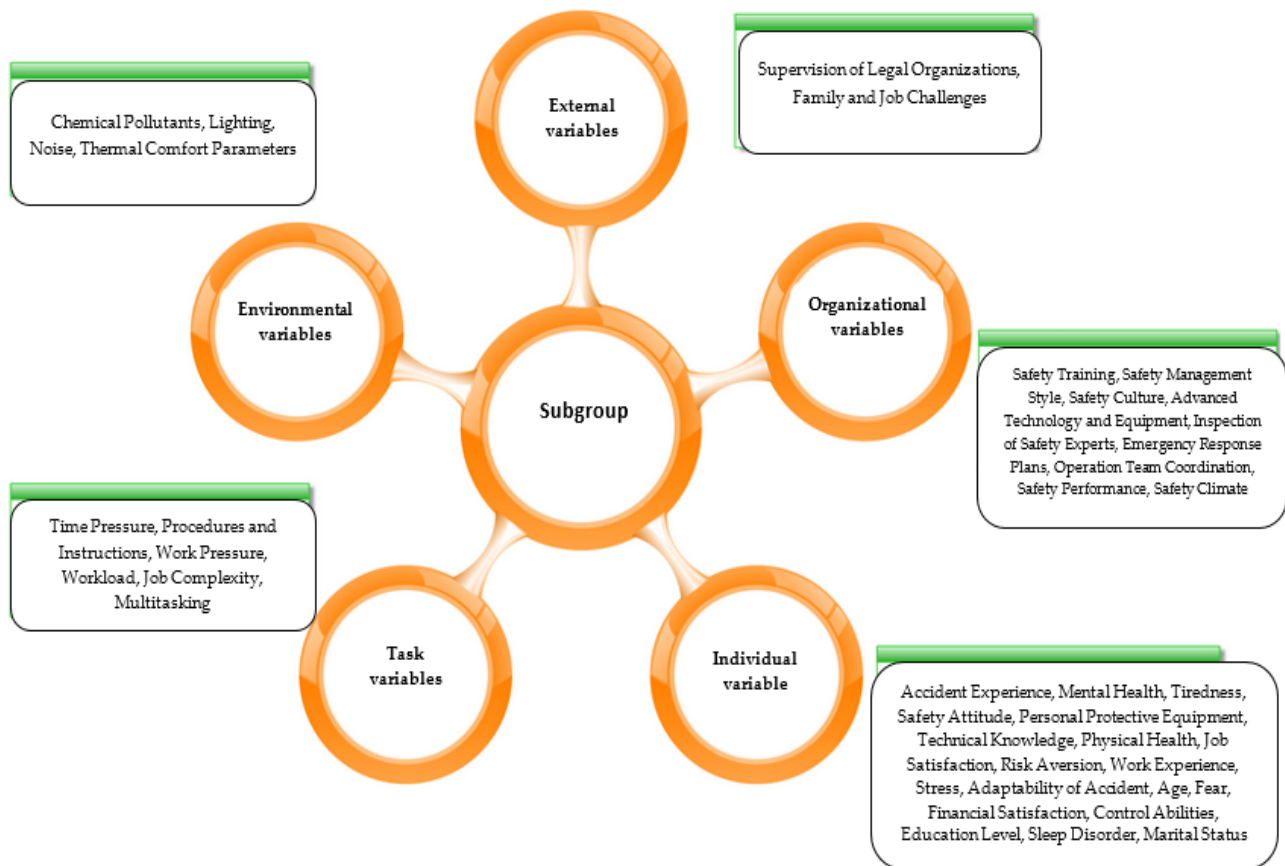 External
variables
Supervision of Legal Organizations,
Family and Job Challenges
Chemical Pollutants, Lighting,
Noise, Thermal Comfort Parameters
Environmental
variables
Organizational
variables
Subgroup
Safety Training, Safety Management
Style, Safety Culture, Advanced
Technology and Equipment, Inspection
of Safety Experts, Emergency Response
Plans, Operation Team Coordination,
Safety Performance, Safety Climate
Time Pressure, Procedures and
Instructions, Work Pressure,
Workload, Job Complexity,
Multitasking
Task
variables
Individual
variable
Accident Experience, Mental Health, Tiredness,
Safety Attitude, Personal Protective Equipment,
Technical Knowledge, Physical Health, Job
Satisfaction, Risk Aversion, Work Experience,
Stress, Adaptability of Accident, Age, Fear,
Financial Satisfaction, Control Abilities,
Education Level, Sleep Disorder, Marital Status